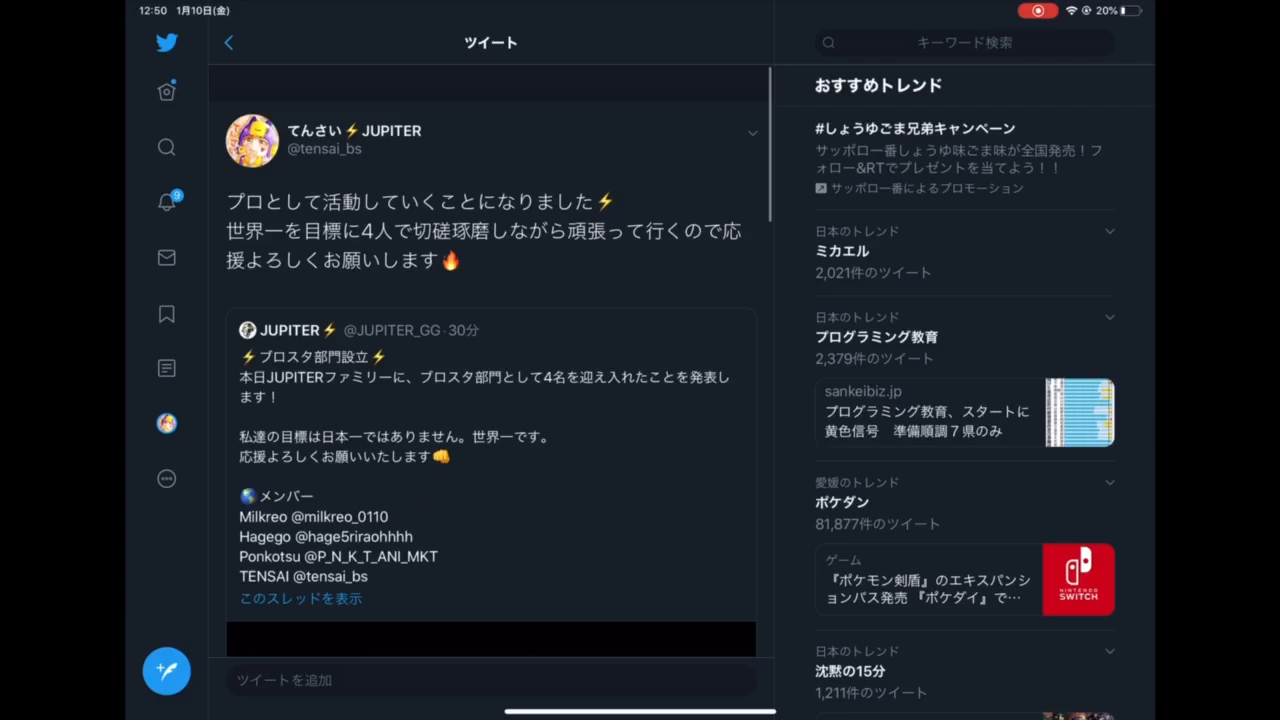 12:50 1月10日(金)
20%
ツイート
キーワード検索
9
てんさい⚡JUPITER
@tensai_bs
プロとして活動していくことになりました⚡
世界一を目標に4人で切磋琢磨しながら頑張って行くので応
援よろしくお願いします🔥
JUPITER⚡ @JUPITER_GG·30分
⚡ブロスタ部門設立⚡
本日JUPITERファミリーに、ブロスタ部門として4名を迎え入れたことを発表し
ます！
私達の目標は日本一ではありません。世界一です。
応援よろしくお願いいたします👊
🌎メンバー
Milkreo @milkreo_0110
Hagego @hage5riraohhhh
Ponkotsu @P_N_K_T_ANI_MKT
TENSAI @tensai_bs
このスレッドを表示
ツイートを追加
おすすめトレンド
#しょうゆごま兄弟キャンペーン
サッポロ一番しょうゆ味ごま味が全国発売！フ
ォロー&RTでプレゼントを当てよう！！
サッポロ一番によるプロモーション
日本のトレンド
ミカエル
2,021件のツイート
日本のトレンド
プログラミング教育
2,379件のツイート
sankeibiz.jp
プログラミング教育、スタートに
黄色信号　準備順調７県のみ
愛媛のトレンド
ポケダン
81,877件のツイート
ゲーム
『ポケモン剣盾』のエキスパンシ
ョンパス発売 『ポケダイ』で…
NINTENDO
SWITCH
日本のトレンド
沈黙の15分
1,211件のツイート